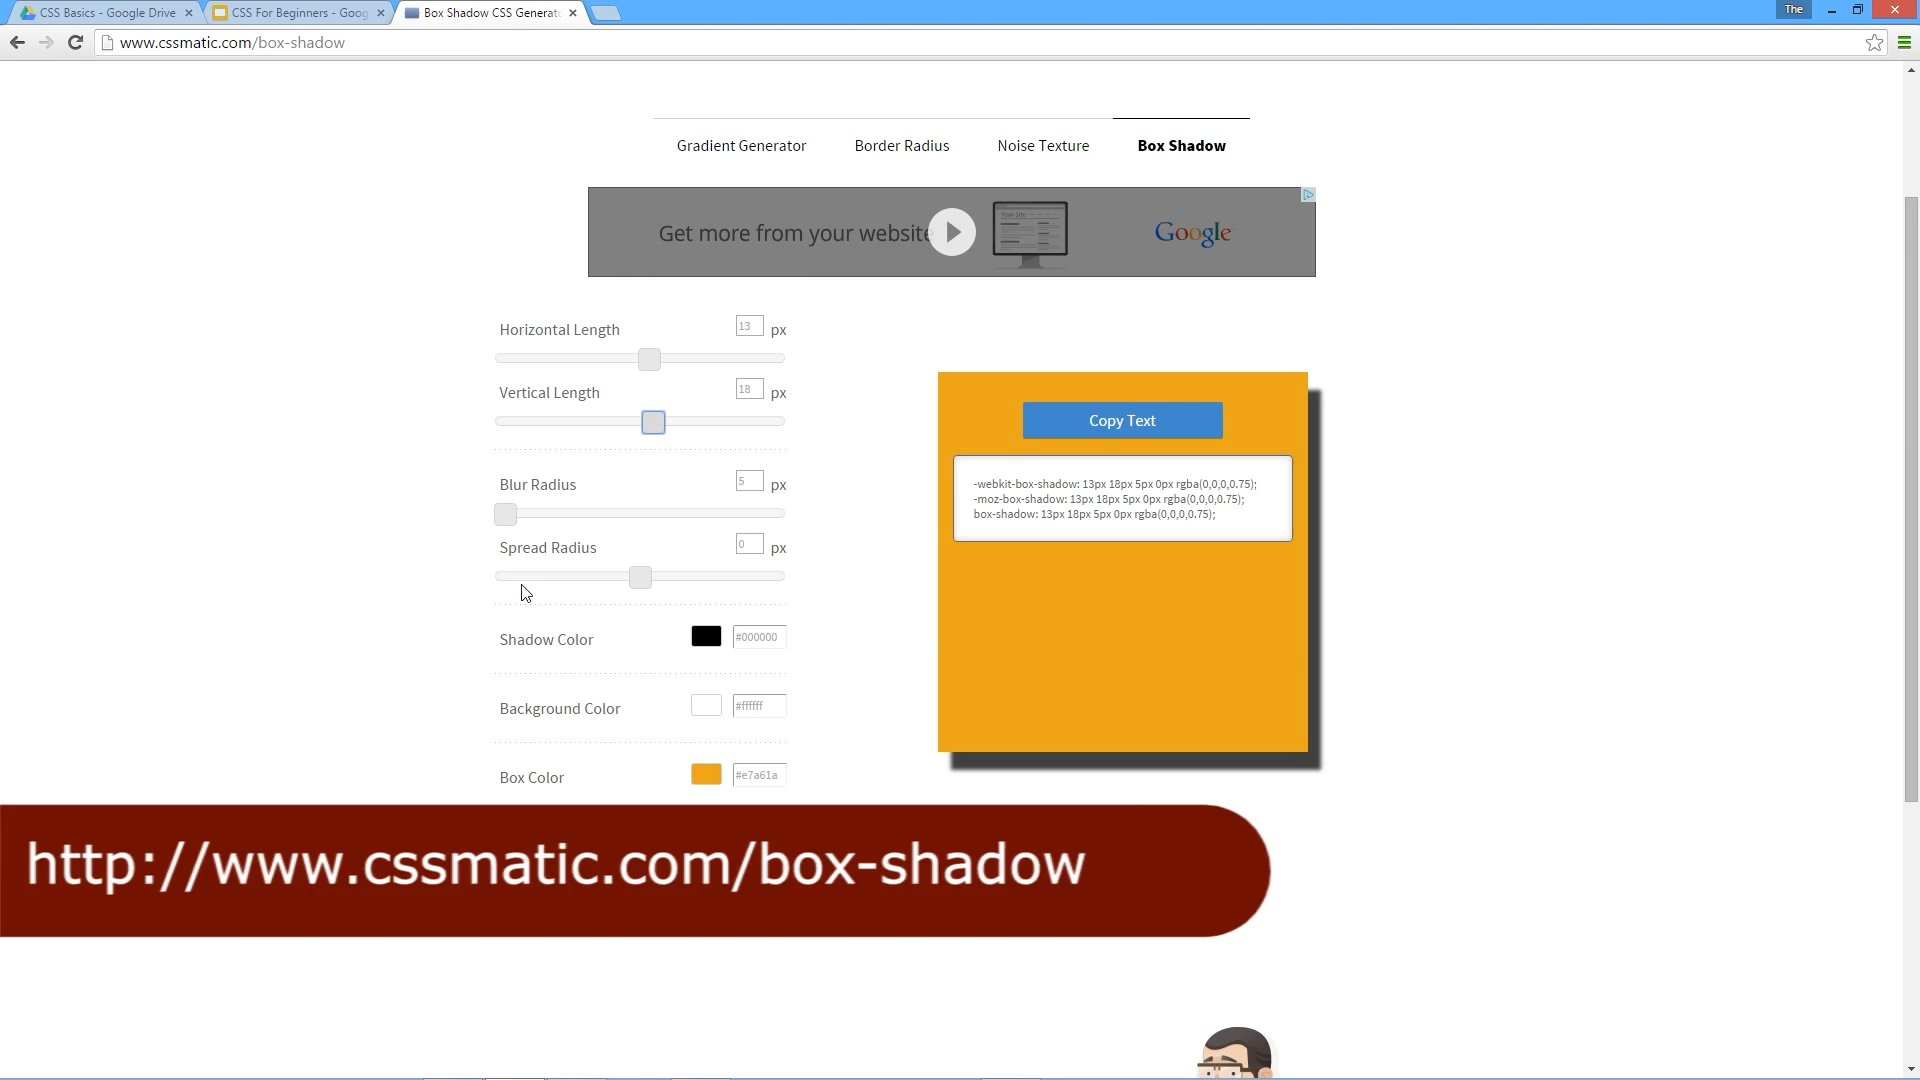 CSS Basics - Google Drive
CSS For Beginners - Goog
Box Shadow CSS Generato
The
www.cssmatic.com/box-shadow
Gradient Generator
Border Radius
Noise Texture
Box Shadow
Get more from your website
Your Site
Google
Horizontal Length
13
px
Vertical Length
18
px
Blur Radius
5
px
Spread Radius
0
px
Shadow Color
#000000
Background Color
#ffffff
Box Color
#e7a61a
Copy Text
-webkit-box-shadow: 13px 18px 5px 0px rgba(0,0,0,0.75);
-moz-box-shadow: 13px 18px 5px 0px rgba(0,0,0,0.75);
box-shadow: 13px 18px 5px 0px rgba(0,0,0,0.75);
http://www.cssmatic.com/box-shadow